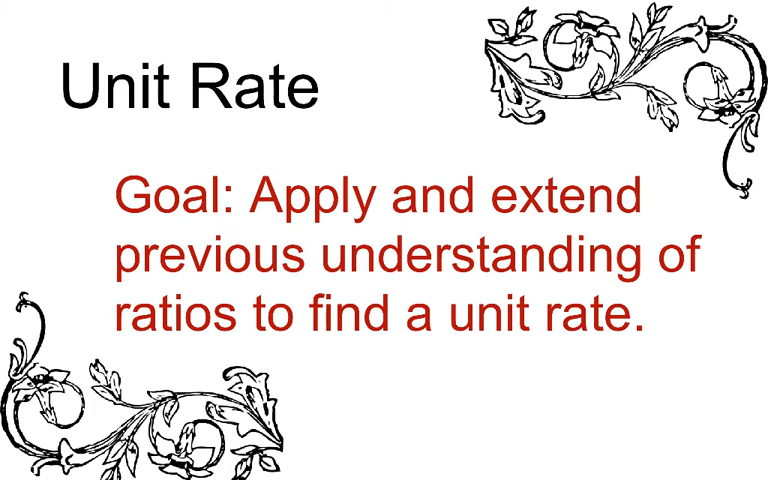 Unit Rate
Goal: Apply and extend
previous understanding of
ratios to find a unit rate.